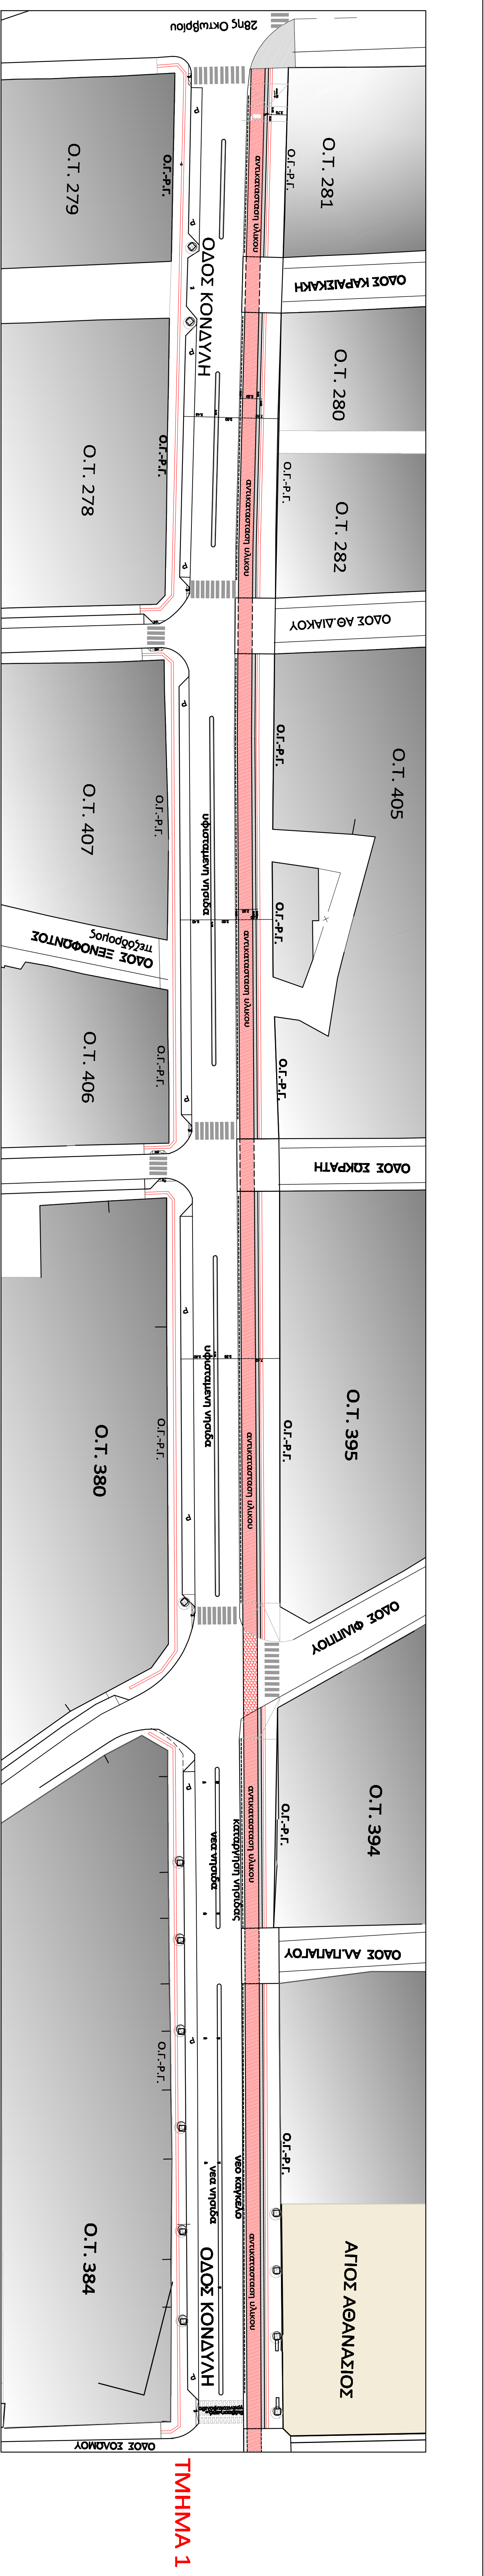 28ης Οκτωβρίου
Ο.Τ. 279
Ο.Γ.-Ρ.Γ.
ΟΔΟΣ ΚΟΝΔΥΛΗ
αντικατασταση υλικου
Ο.Γ.-Ρ.Γ.
Ο.Τ. 281
ΟΔΟΣ ΚΑΡΑΙΣΚΑΚΗ
Ο.Τ. 278
Ο.Γ.-Ρ.Γ.
αντικατασταση υλικου
Ο.Γ.-Ρ.Γ.
Ο.Τ. 280
Ο.Τ. 282
ΟΔΟΣ ΑΘ.ΔΙΑΚΟΥ
Ο.Τ. 407
Ο.Γ.-Ρ.Γ.
υφισταμενη νησιδα
Ο.Γ.-Ρ.Γ.
Ο.Τ. 405
ΟΔΟΣ ΞΕΝΟΦΩΝΤΟΣ
πεζόδρομος
αντικατασταση υλικου
Ο.Γ.-Ρ.Γ.
Ο.Τ. 406
Ο.Γ.-Ρ.Γ.
Ο.Γ.-Ρ.Γ.
ΟΔΟΣ ΣΩΚΡΑΤΗ
Ο.Τ. 380
Ο.Γ.-Ρ.Γ.
υφισταμενη νησιδα
αντικατασταση υλικου
Ο.Γ.-Ρ.Γ.
Ο.Τ. 395
ΟΔΟΣ ΦΙΛΙΠΠΟΥ
νεα νησιδα
καταργηση νησιδας
αντικατασταση υλικου
Ο.Γ.-Ρ.Γ.
Ο.Τ. 394
ΟΔΟΣ ΑΛ.ΠΑΠΑΓΟΥ
Ο.Τ. 384
Ο.Γ.-Ρ.Γ.
νεα νησιδα
νεο καγκελο
ΟΔΟΣ ΚΟΝΔΥΛΗ
αντικατασταση υλικου
Ο.Γ.-Ρ.Γ.
ΑΓΙΟΣ ΑΘΑΝΑΣΙΟΣ
ΟΔΟΣ ΣΟΛΩΜΟΥ
ΤΜΗΜΑ 1